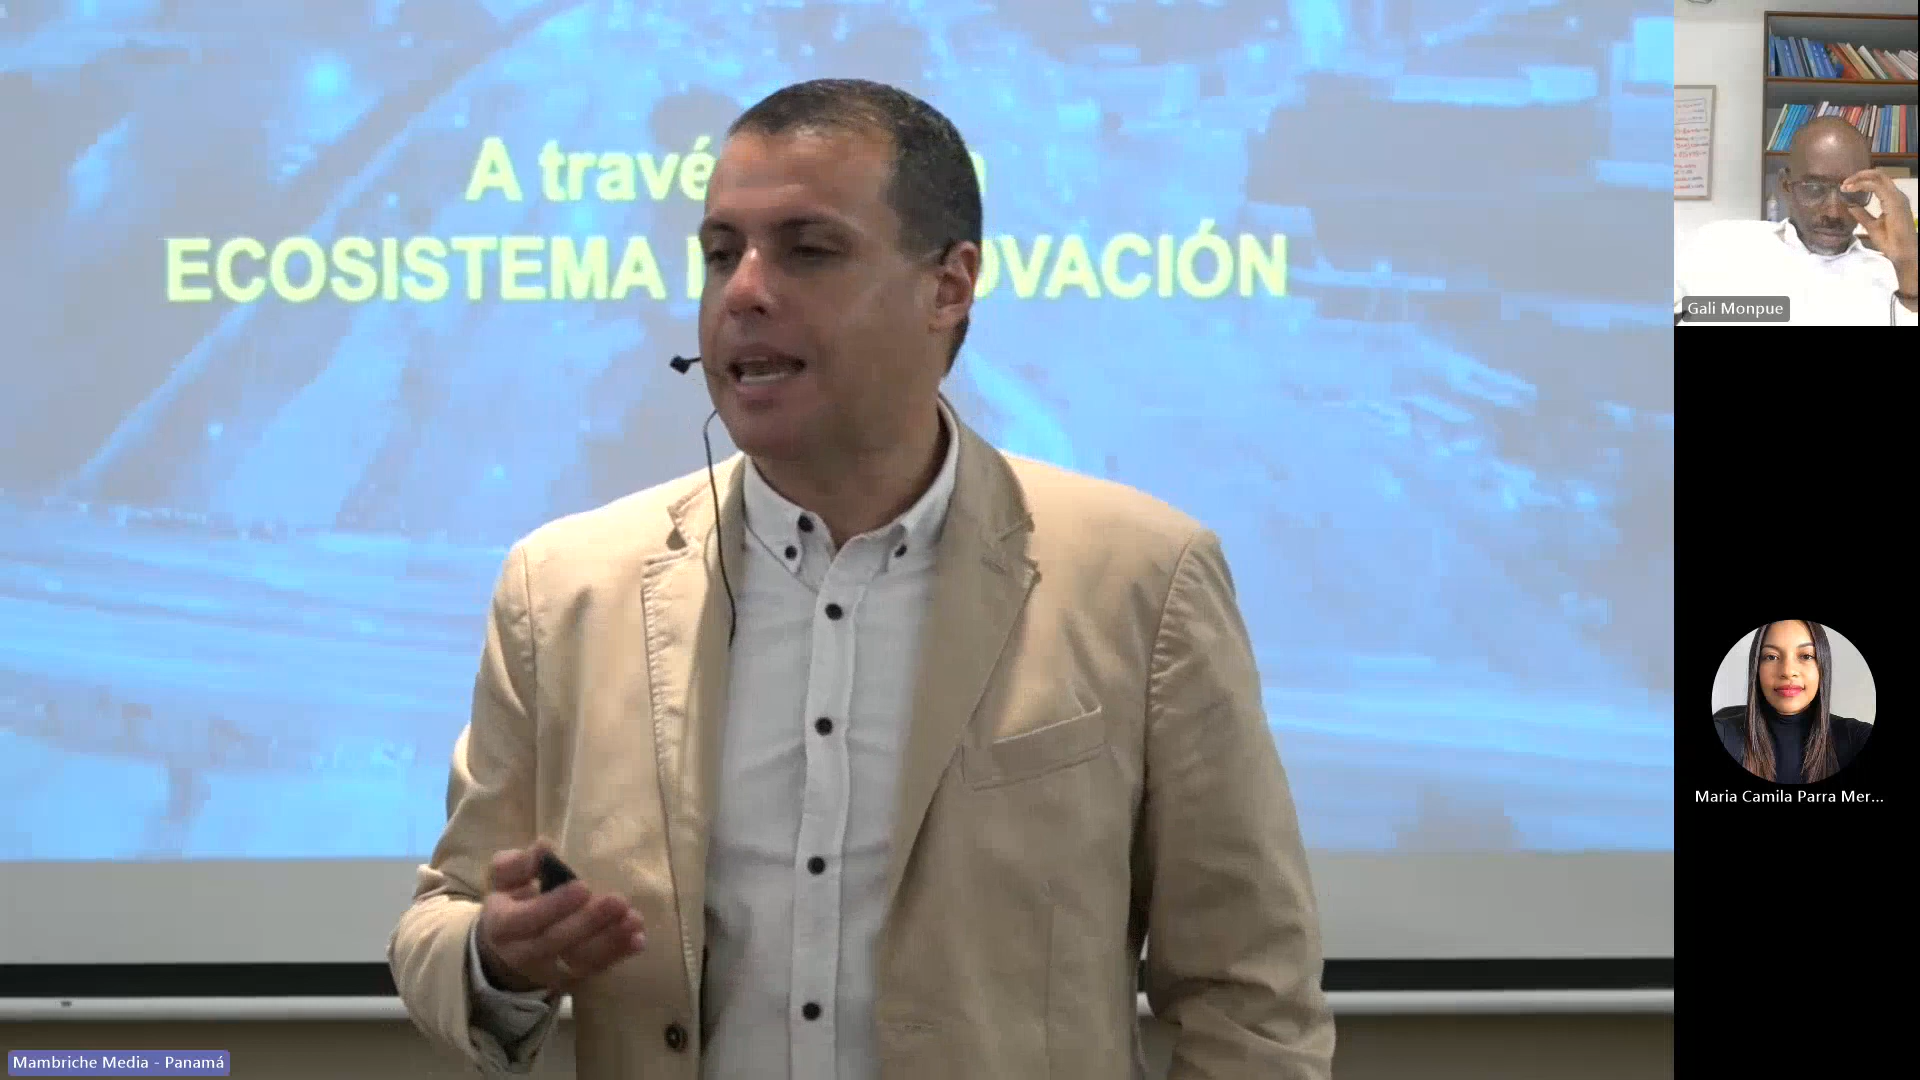 A travé
ECOSISTEMA OVACIÓN
Gali Monpue
Maria Camila Parra Mer...
Mambriche Media - Panamá